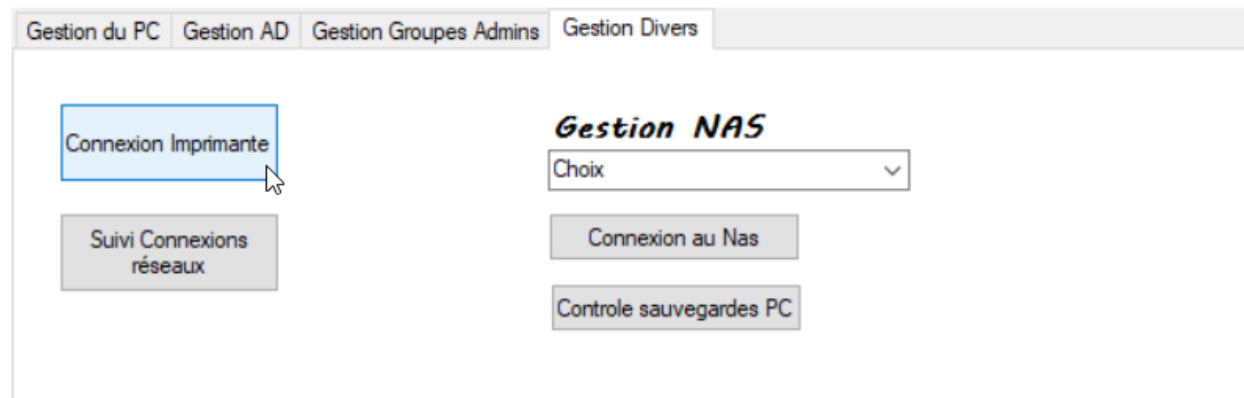 Gestion du PC
Gestion AD
Gestion Groupes Admins
Gestion Divers
Connexion Imprimante
Suivi Connexions
réseaux
Gestion NAS
Choix
Connexion au Nas
Controle sauvegardes PC